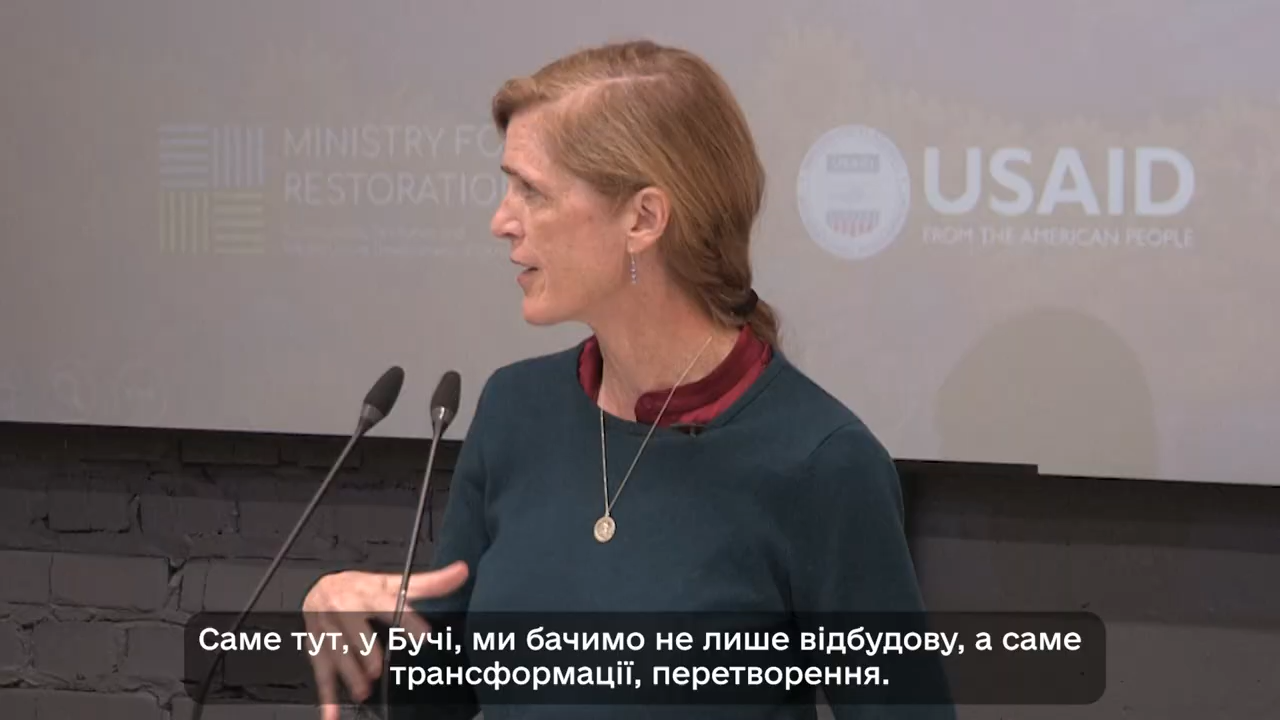 MINISTRY FO
RESTORATIO
USAID
FROM THE AMERICAN PEOPLE
Саме тут, у Бучі, ми бачимо не лише відбудову, а саме
трансформації, перетворення.